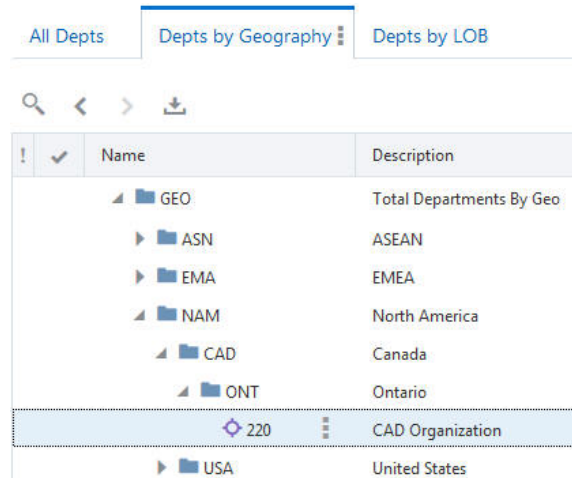 All Depts Depts by Geography Depts by LOB
! Name Description
GEO Total Departments By Geo
ASN ASEAN
EMA EMEA
NAM North America
CAD Canada
ONT Ontario
220 CAD Organization
USA United States